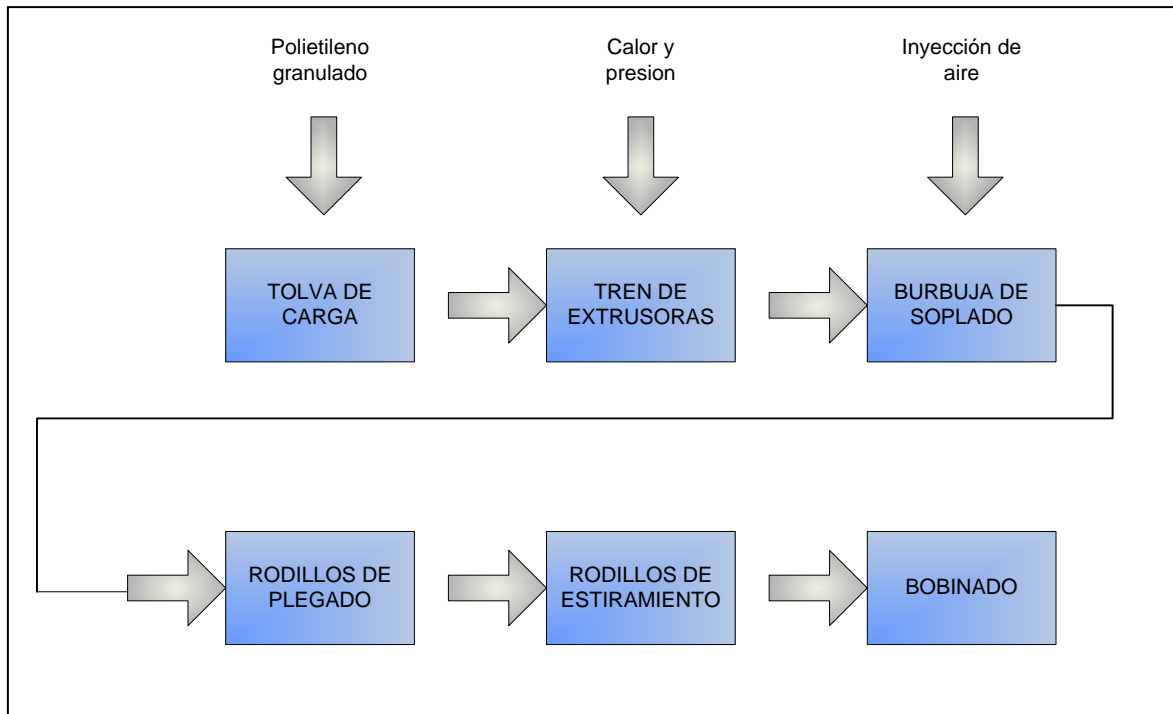 Polietileno
granulado
Calor y
presion
Inyección de
aire
TOLVA DE
CARGA
TREN DE
EXTRUSORAS
BURBUJA DE
SOPLADO
RODILLOS DE
PLEGADO
RODILLOS DE
ESTIRAMIENTO
BOBINADO